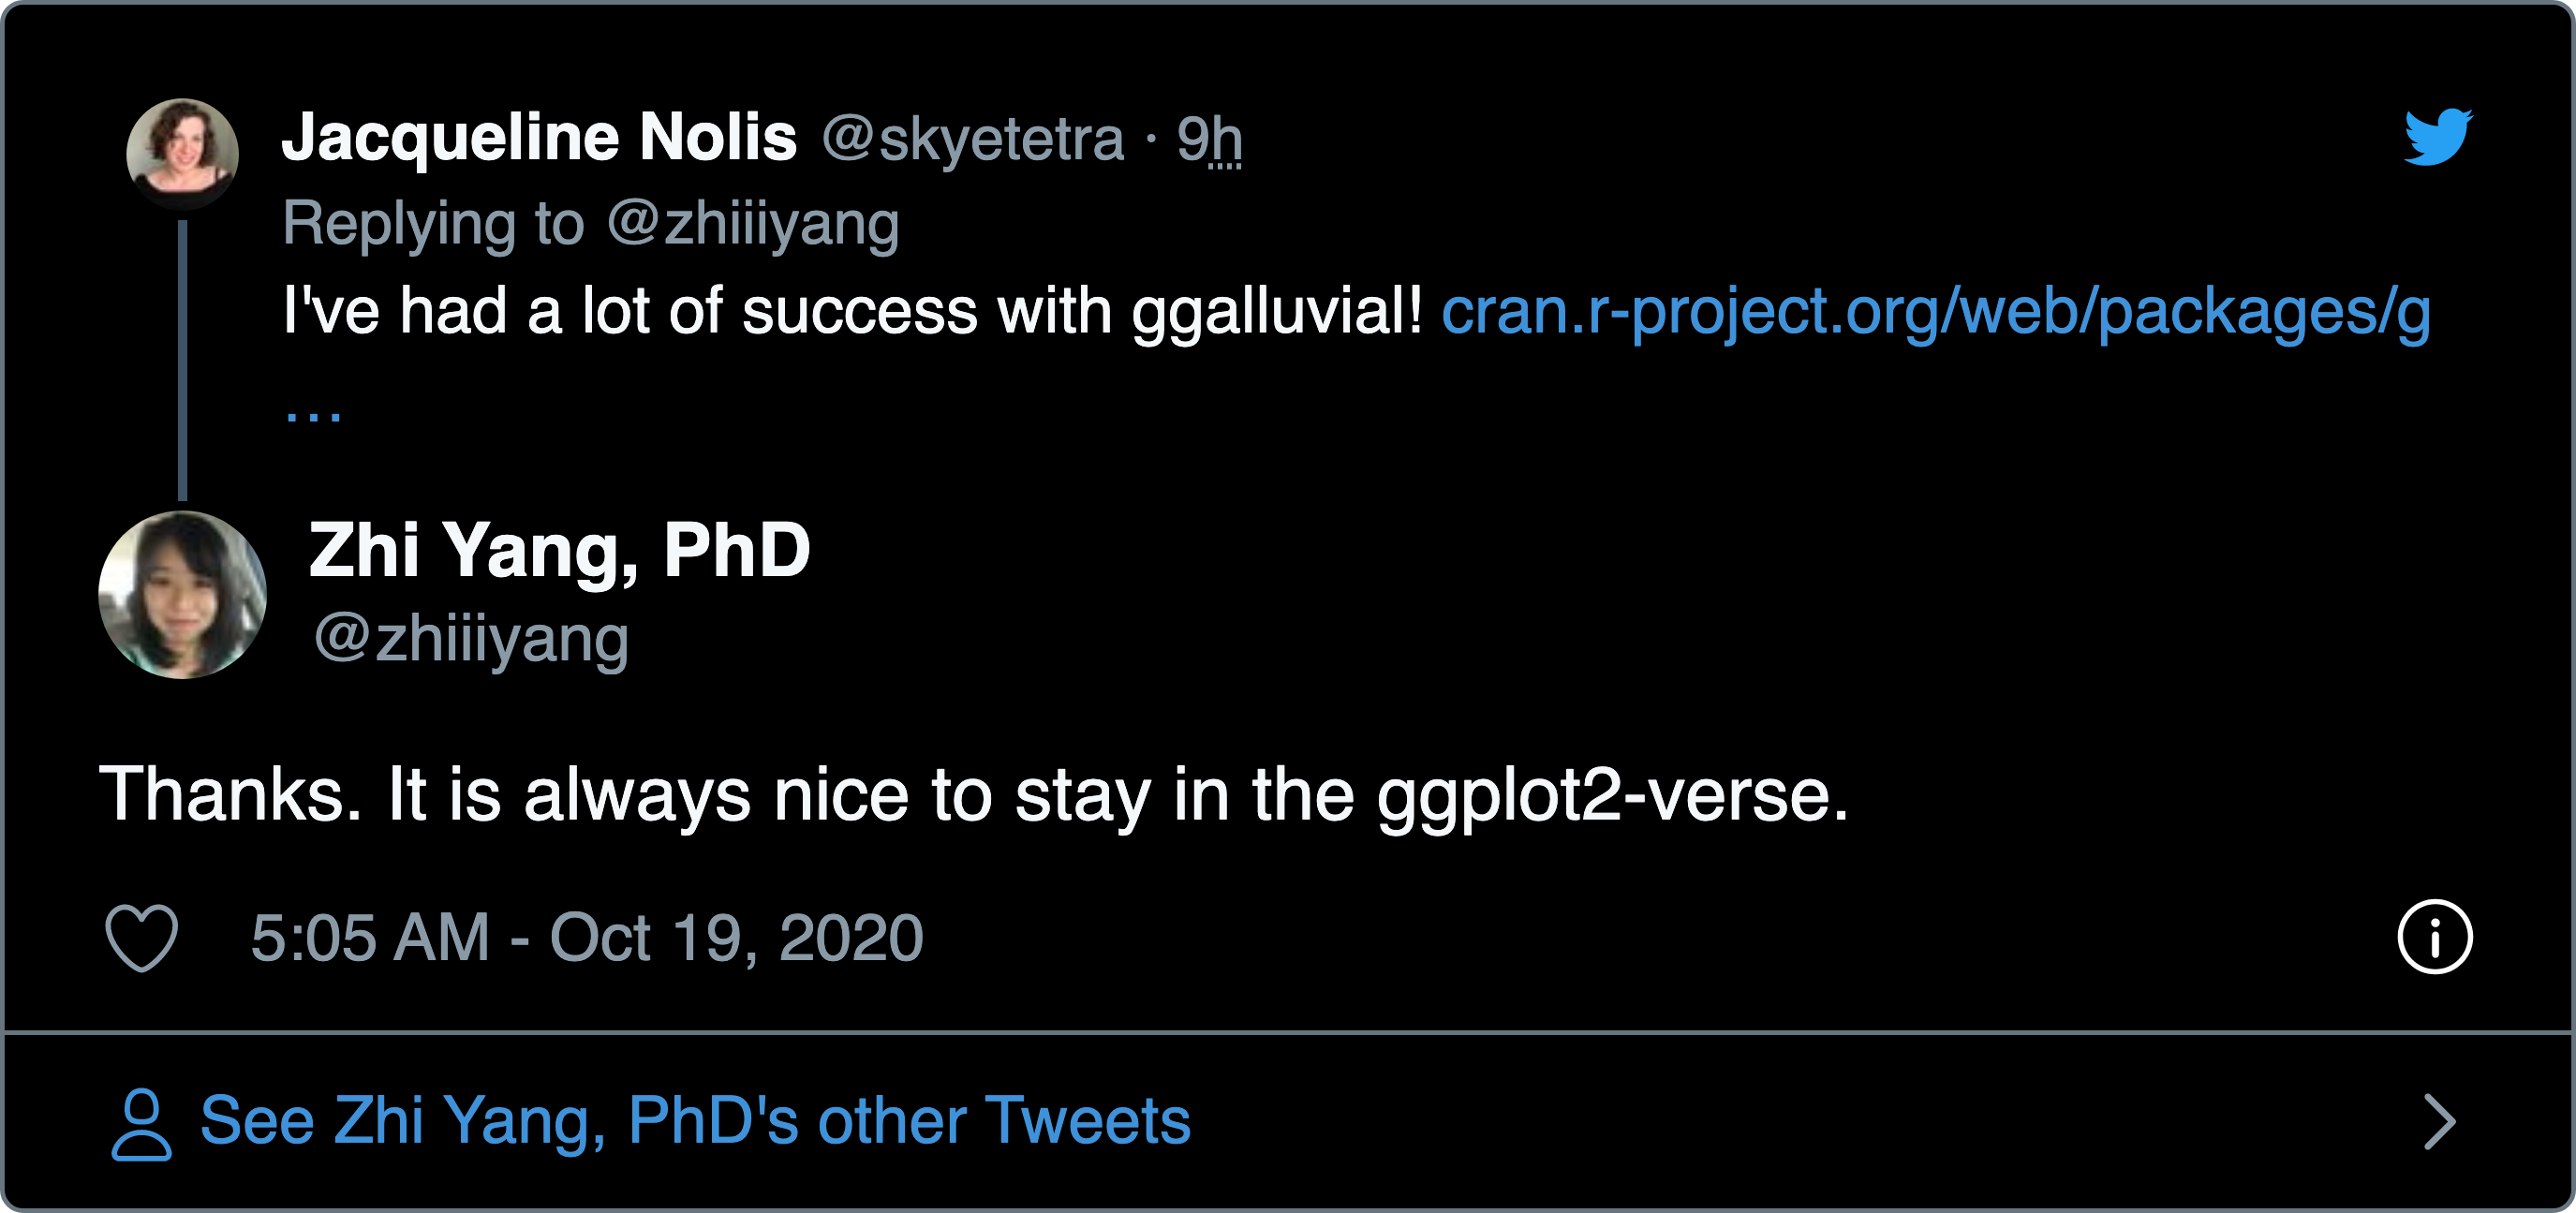 Jacqueline Nolis @skyetetra · 9h
Replying to @zhiiiyang
I've had a lot of success with ggalluvial! cran.r-project.org/web/packages/g
...
Zhi Yang, PhD
@zhiiiyang
Thanks. It is always nice to stay in the ggplot2-verse.
5:05 AM - Oct 19, 2020
See Zhi Yang, PhD's other Tweets